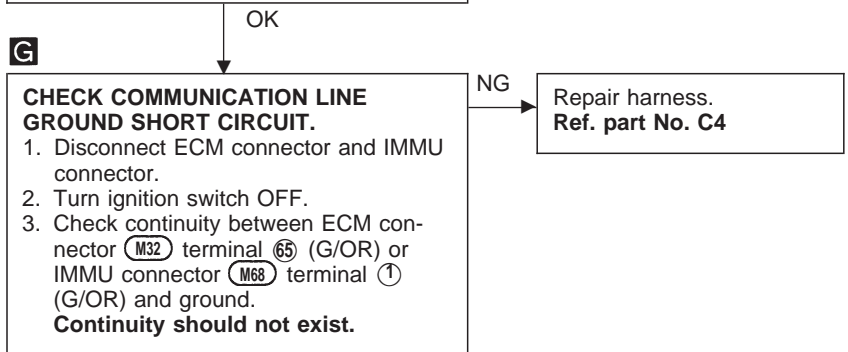 OK
G
CHECK COMMUNICATION LINE
GROUND SHORT CIRCUIT.
1. Disconnect ECM connector and IMMU
connector.
2. Turn ignition switch OFF.
3. Check continuity between ECM con-
nector M32 terminal 65 (G/OR) or
IMMU connector M68 terminal 1
(G/OR) and ground.
Continuity should not exist.
NG
Repair harness.
Ref. part No. C4